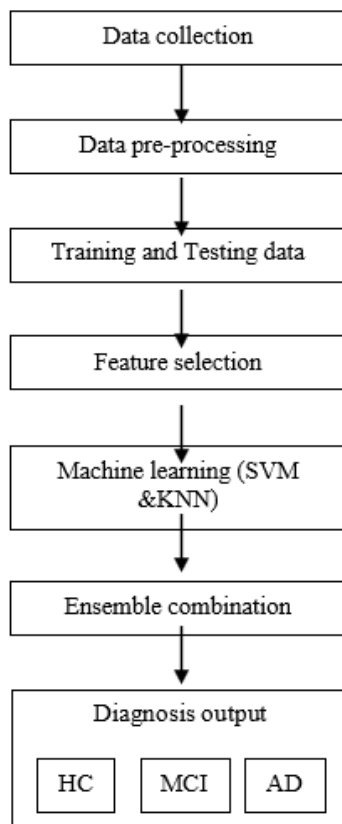 Data collection
Data pre-processing
Training and Testing data
Feature selection
Machine learning (SVM
&KNN)
Ensemble combination
Diagnosis output
HC MCI AD